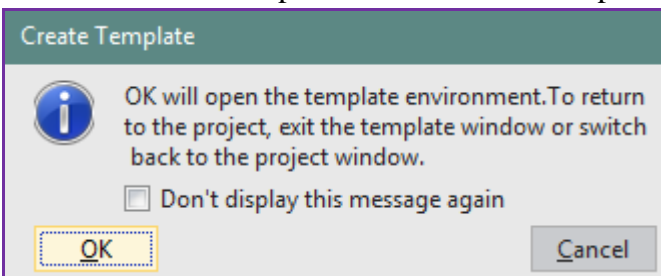 Create Template
OK will open the template environment.To return
to the project, exit the template window or switch
back to the project window.
Don't display this message again
OK
Cancel